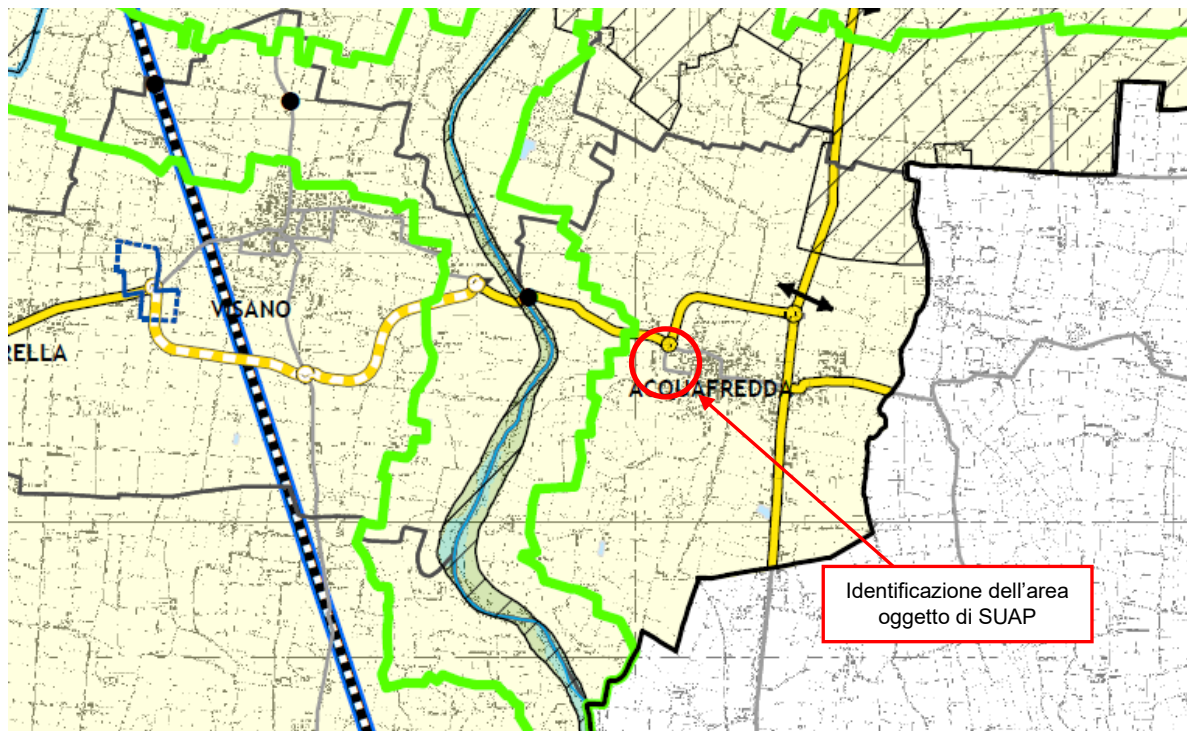 VISANO
RELLA
ACQUAFREDDA
Identificazione dell'area
oggetto di SUAP